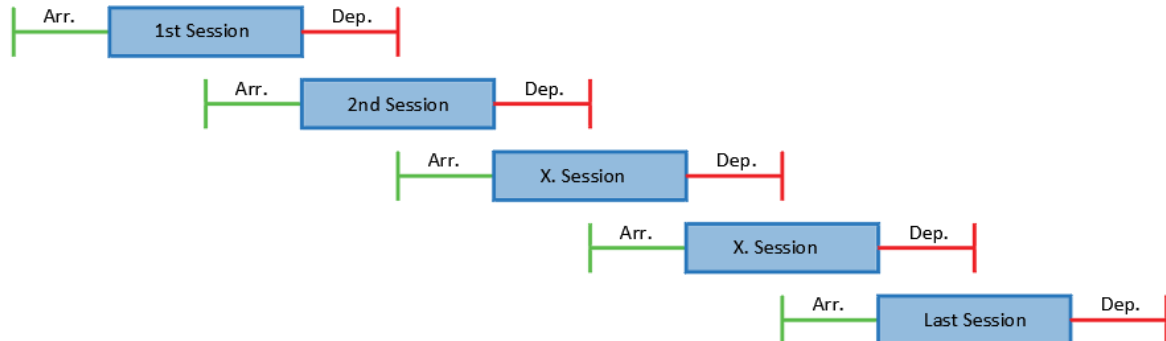 Arr. 1st Session Dep.
Arr. 2nd Session Dep.
Arr. X. Session Dep.
Arr. X. Session Dep.
Arr. Last Session Dep.